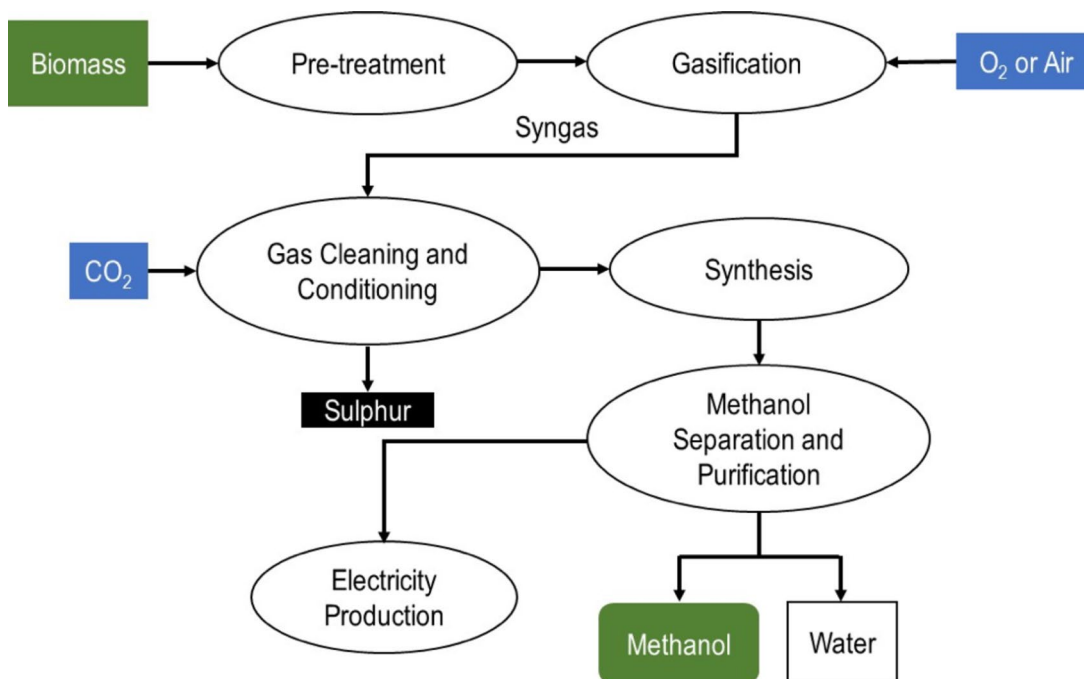 Biomass
Pre-treatment
Gasification
O₂ or Air
Syngas
CO₂
Gas Cleaning and
Conditioning
Synthesis
Sulphur
Methanol
Separation and
Purification
Electricity
Production
Methanol
Water